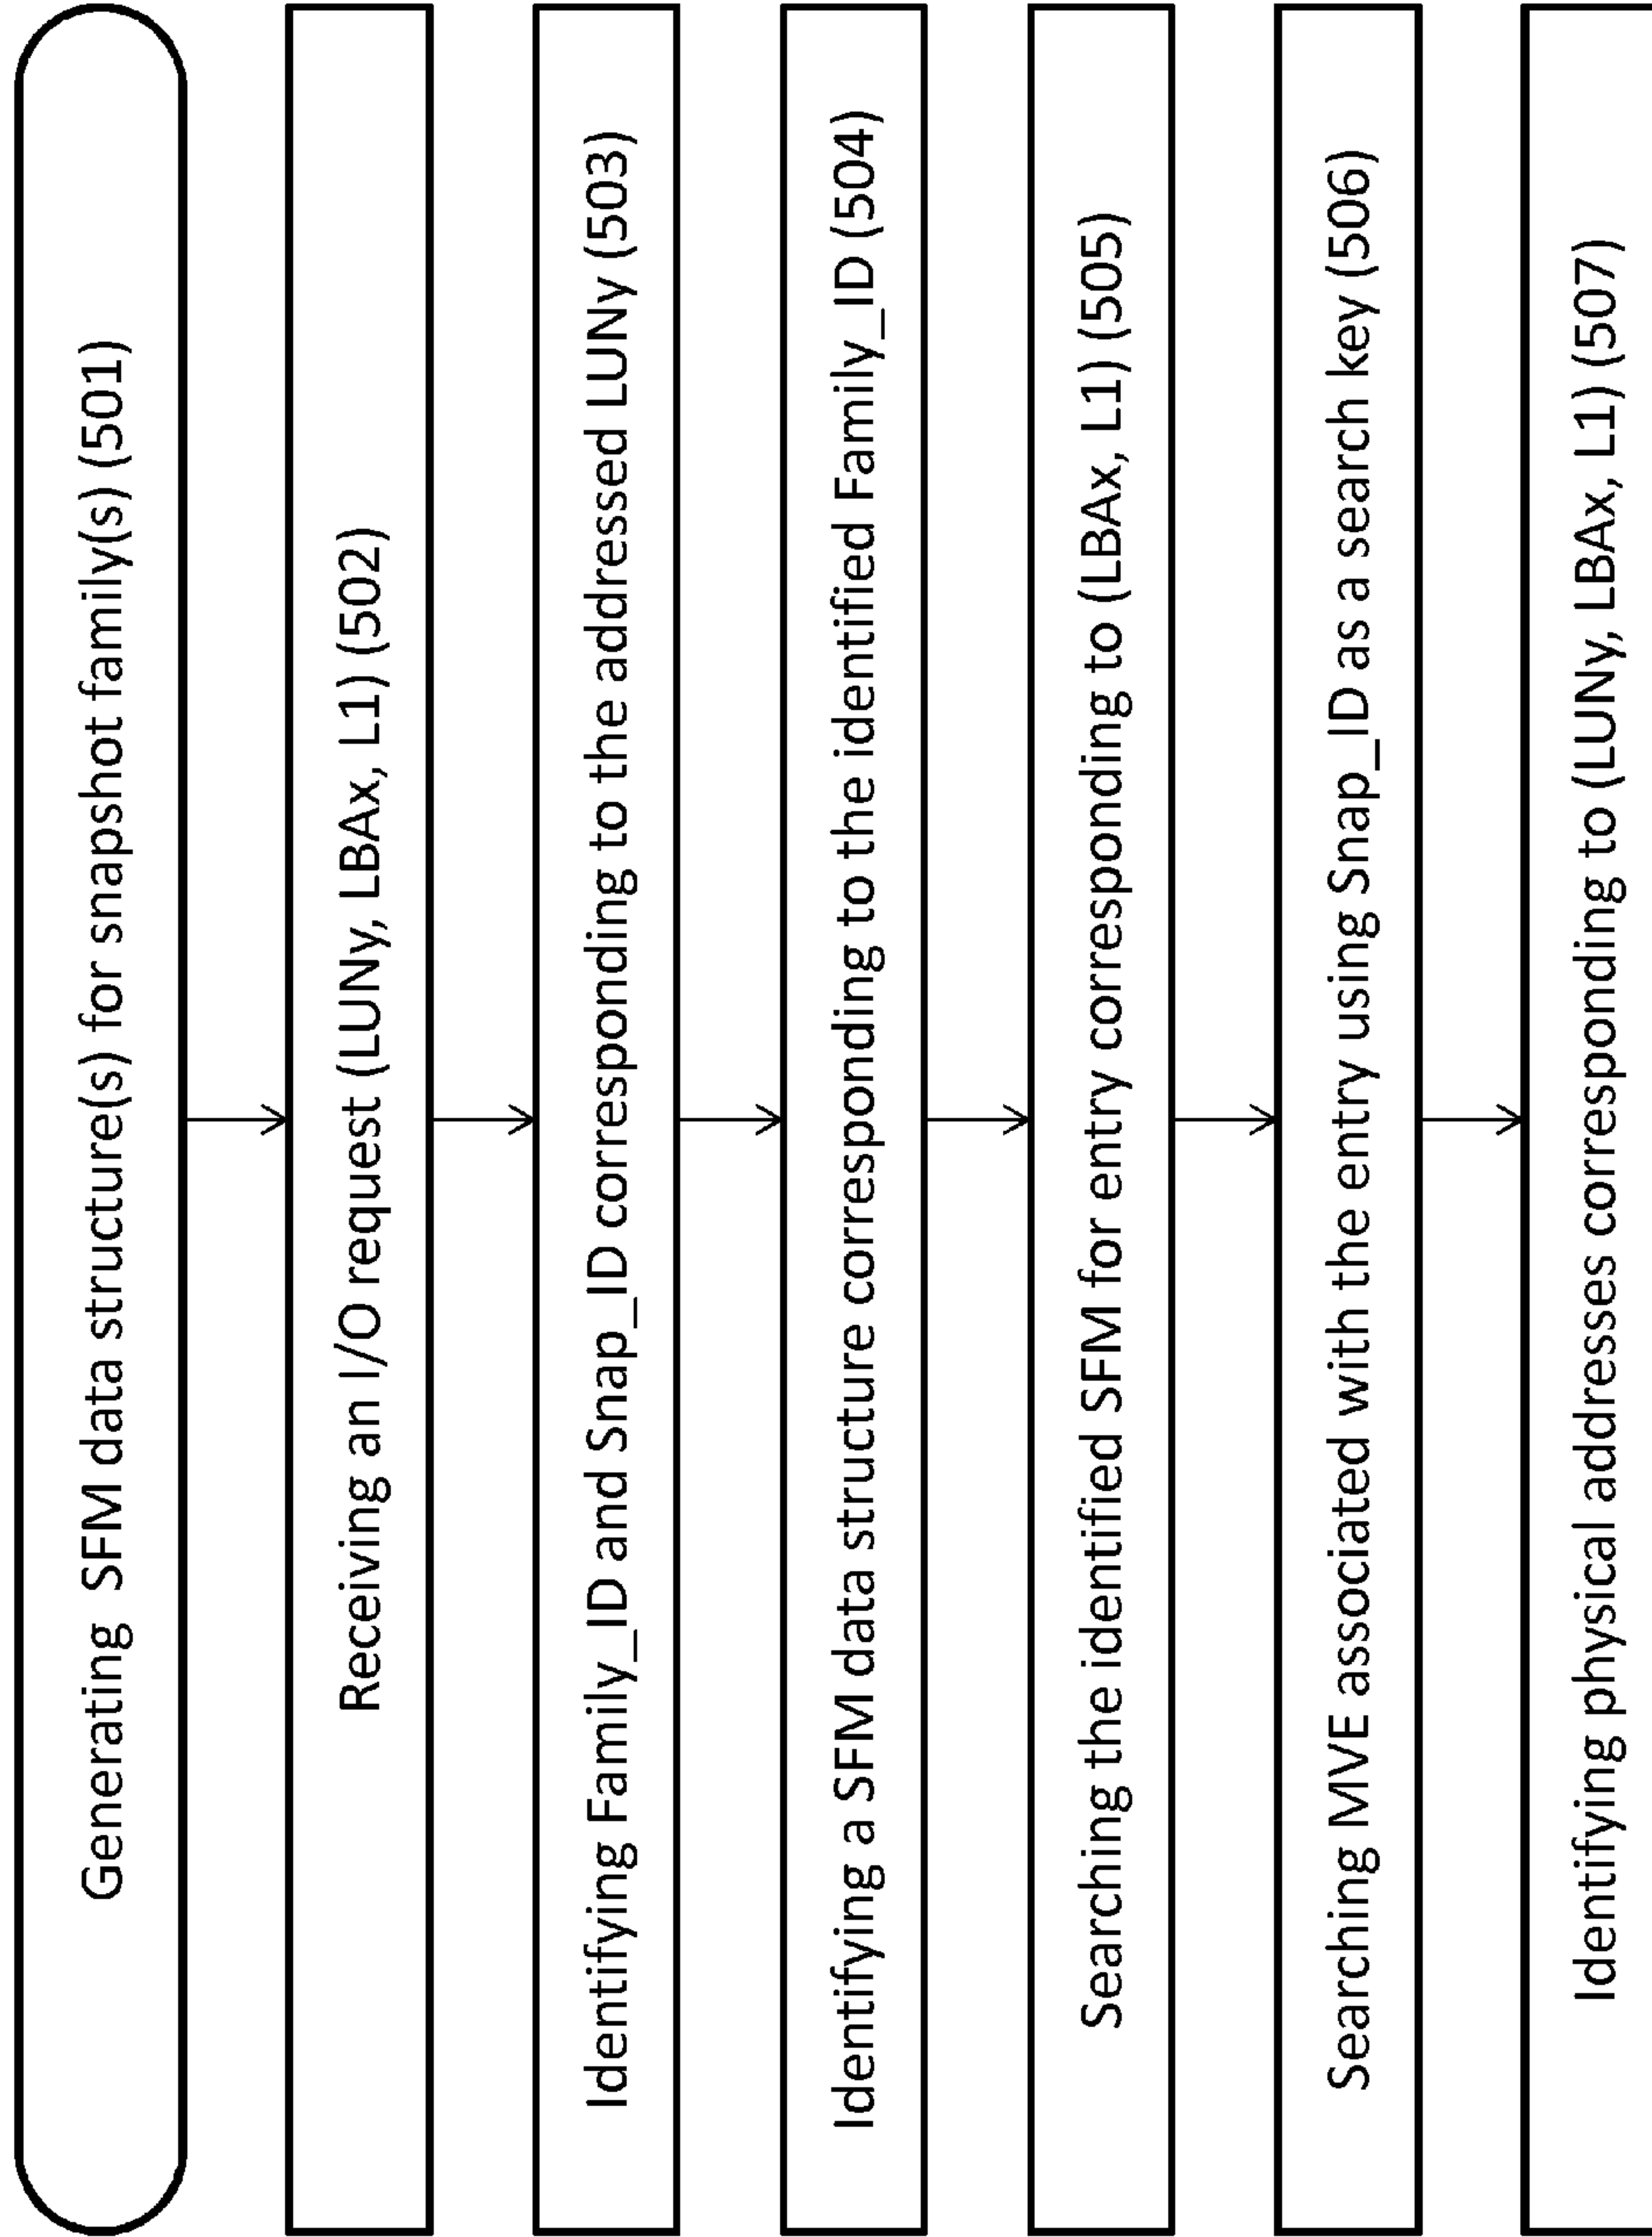 Generating SFM data structure(s) for snapshot family(s) (501)
Receiving an I/O request (LUNy, LBAx, L1) (502)
Identifying Family_ID and Snap_ID corresponding to the addressed LUNy (503)
Identifying a SFM data structure corresponding to the identified Family_ID (504)
Searching the identified SFM for entry corresponding to (LBAx, L1) (505)
Searching MVE associated with the entry using Snap_ID as a search key (506)
Identifying physical addresses corresponding to (LUNy, LBAx, L1) (507)